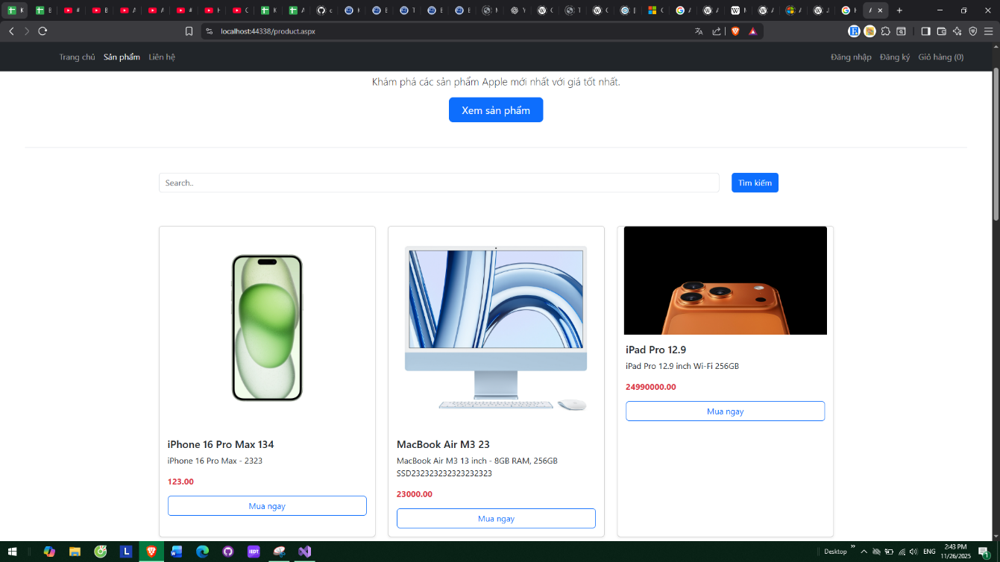 localhost:44338/product.aspx
Trang chủ Sản phẩm Liên hệ Đăng nhập Đăng ký Giỏ hàng (0)
Khám phá các sản phẩm Apple mới nhất với giá tốt nhất.
Xem sản phẩm
Search.. Tìm kiếm
iPhone 16 Pro Max 134
iPhone 16 Pro Max - 2323
123.00
Mua ngay
MacBook Air M3 23
MacBook Air M3 13 inch - 8GB RAM, 256GB
SSD232323232323232323
23000.00
Mua ngay
iPad Pro 12.9
iPad Pro 12.9 inch Wi-Fi 256GB
24990000.00
Mua ngay
Desktop ENG 2:43 PM
11/26/2025